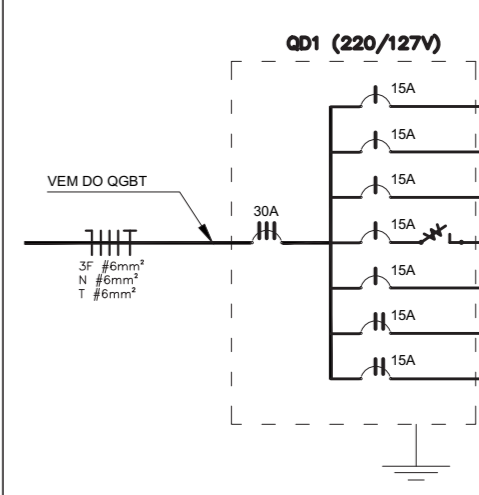 QD1 (220/127V)
15A
15A
VEM DO QGBT
15A
30A
15A
3F #6mm²
N #6mm²
T #6mm²
15A
15A
15A